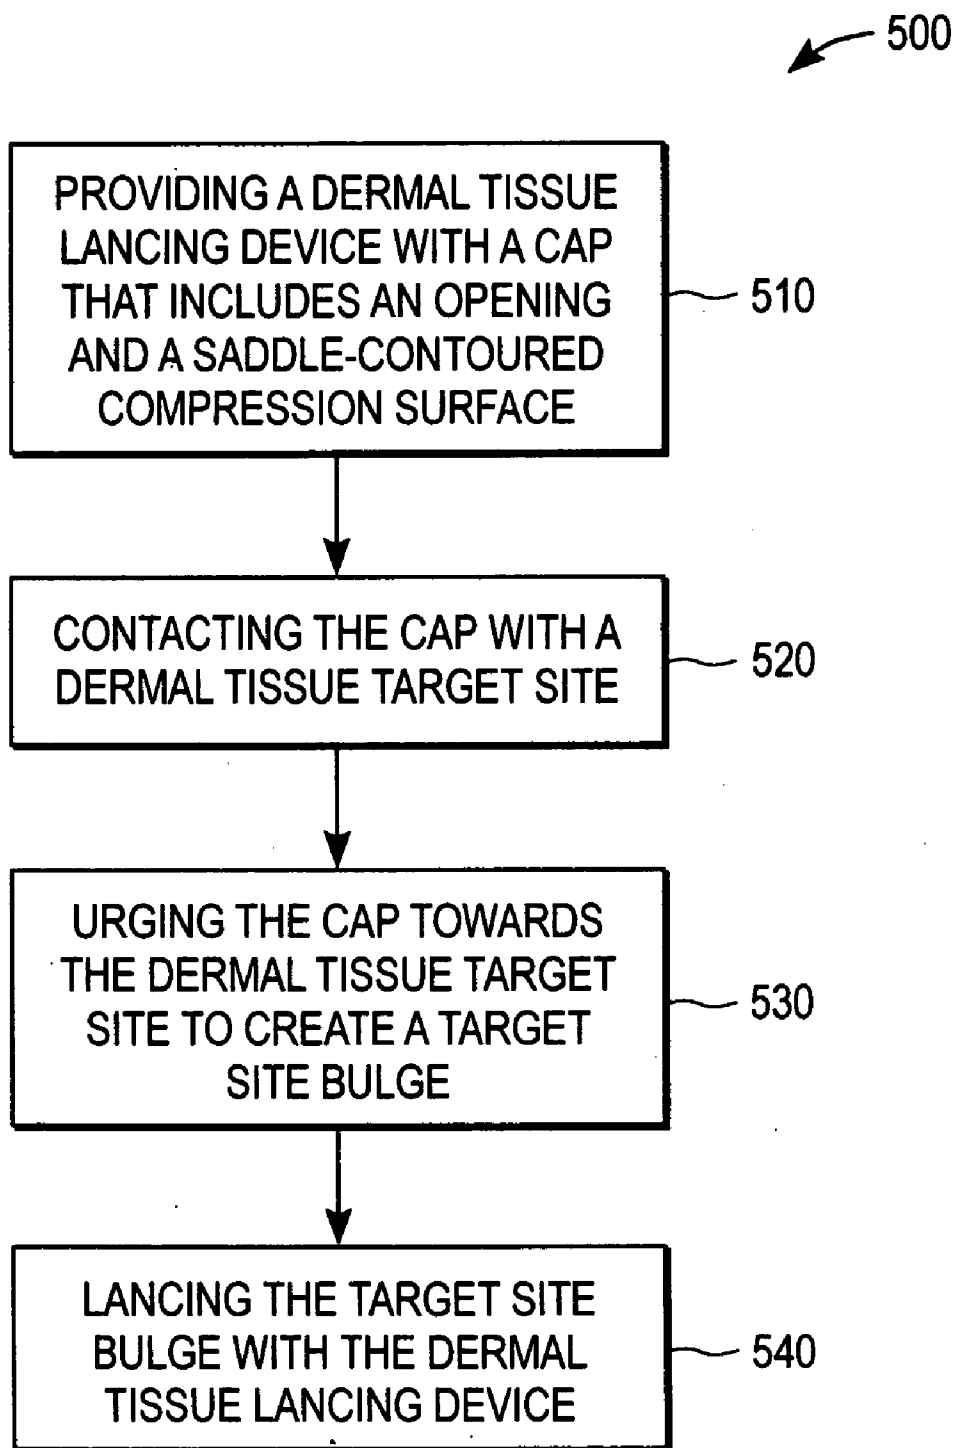 500
PROVIDING A DERMAL TISSUE
LANCING DEVICE WITH A CAP
THAT INCLUDES AN OPENING
AND A SADDLE-CONTOURED
COMPRESSION SURFACE
510
CONTACTING THE CAP WITH A
DERMAL TISSUE TARGET SITE
520
URGING THE CAP TOWARDS
THE DERMAL TISSUE TARGET
SITE TO CREATE A TARGET
SITE BULGE
530
LANCING THE TARGET SITE
BULGE WITH THE DERMAL
TISSUE LANCING DEVICE
540